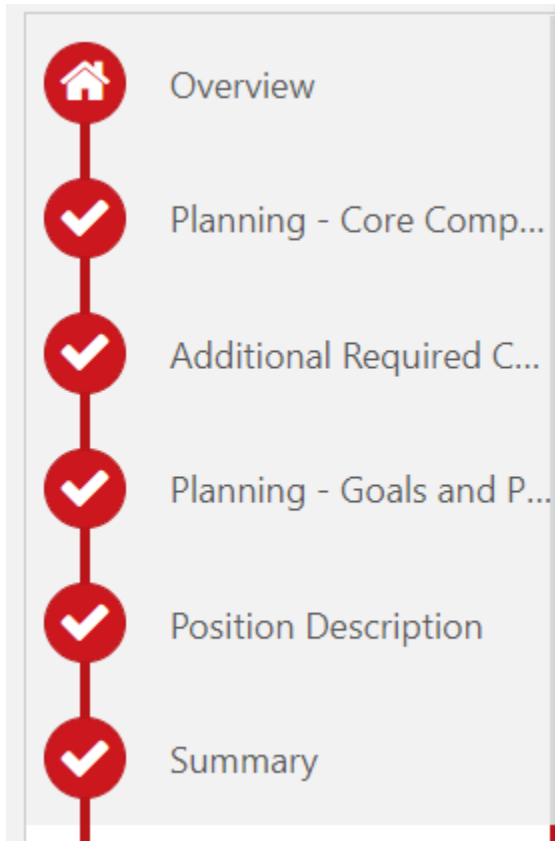 Overview
Planning - Core Comp...
Additional Required C...
Planning - Goals and P...
Position Description
Summary